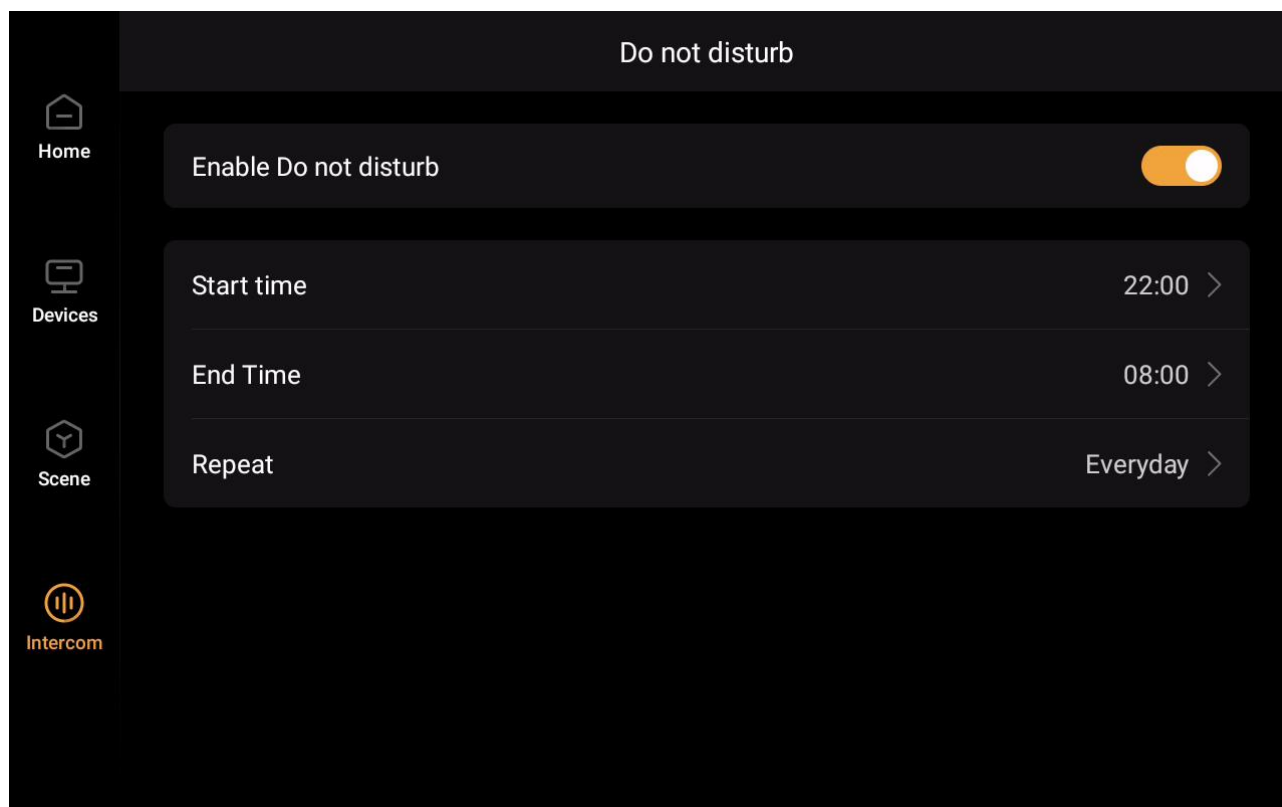 Do not disturb
Home
Enable Do not disturb
Devices
Start time 22:00
End Time 08:00
Scene
Repeat Everyday
Intercom